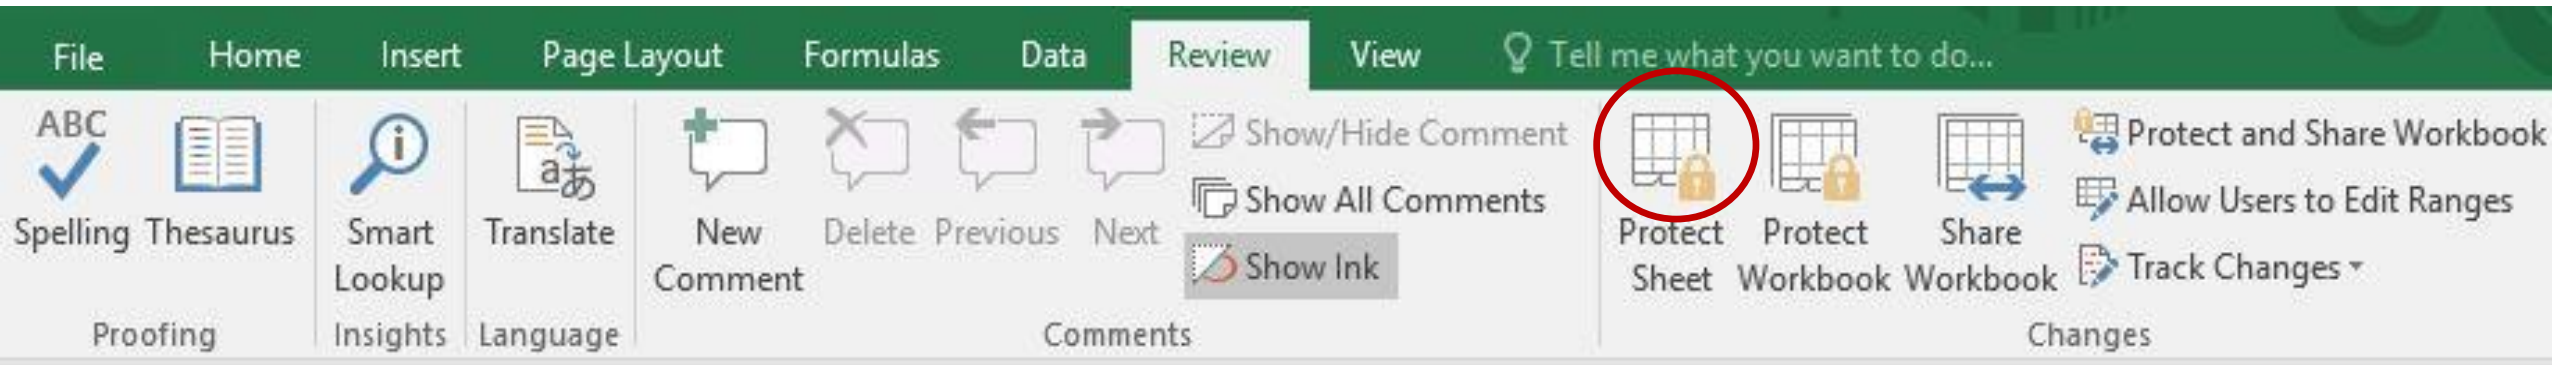 File Home Insert Page Layout Formulas Data Review View Tell me what you want to do...
ABC
Spelling Thesaurus
Proofing
Smart
Lookup
Insights
aあ
Translate
Language
New
Comment
Delete Previous Next
Show/Hide Comment
Show All Comments
Show Ink
Comments
Protect
Sheet
Protect
Workbook
Share
Workbook
Protect and Share Workbook
Allow Users to Edit Ranges
Track Changes
Changes